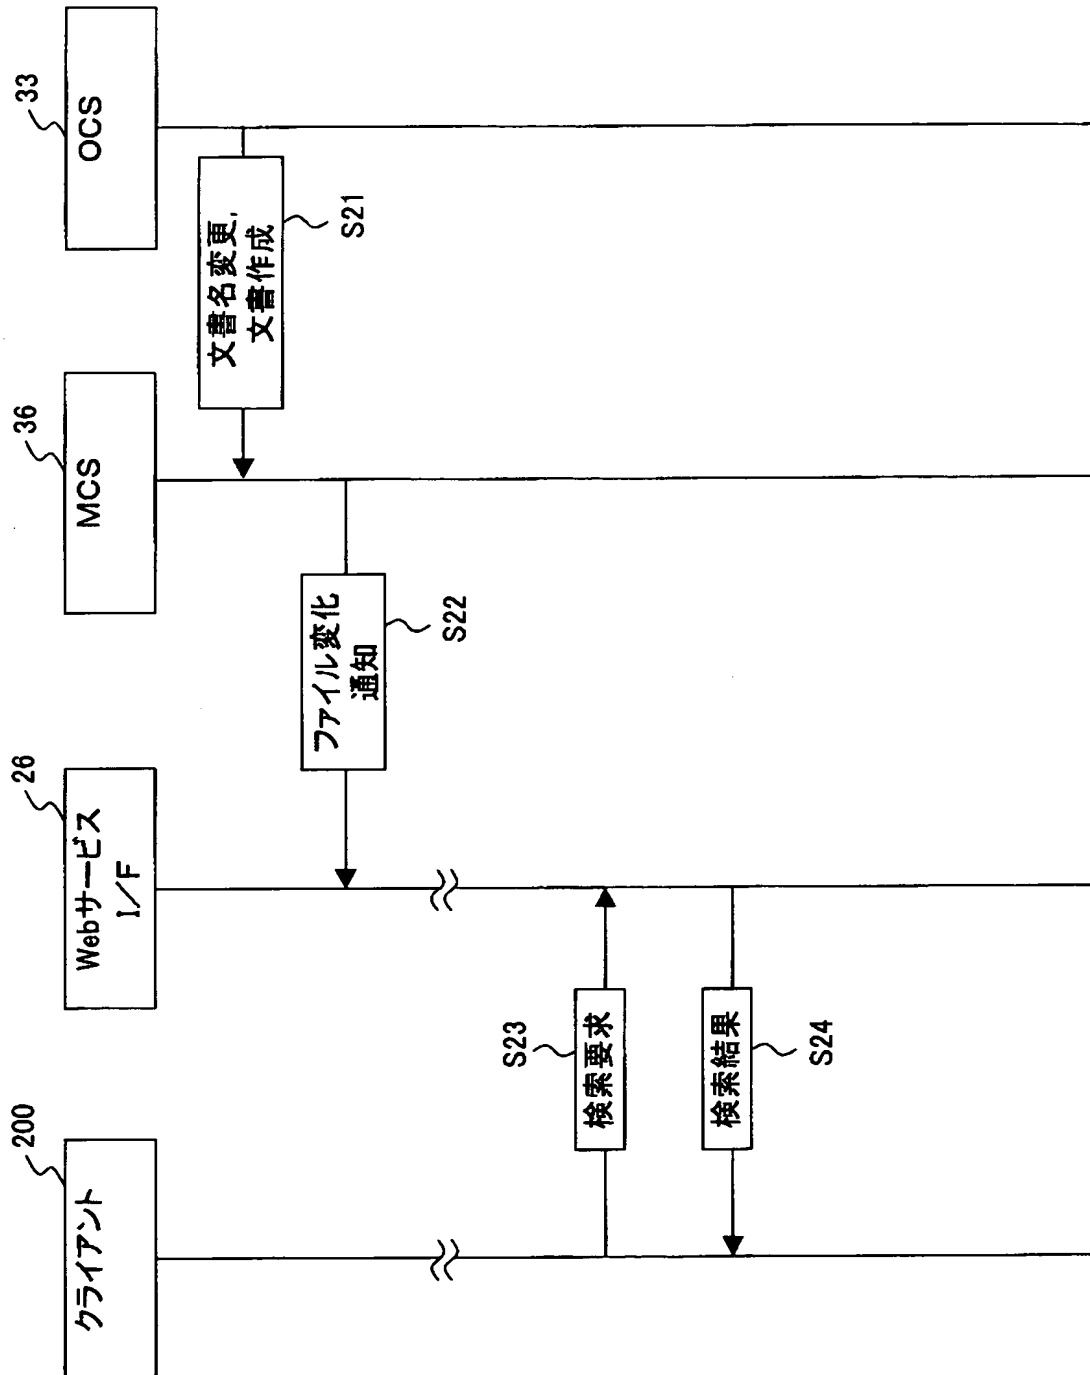 クライアント
200
Webサービス
I/F
26
MCS
36
OCS
33
文書名変更,
文書作成
S21
ファイル変化
通知
S22
検索要求
S23
検索結果
S24